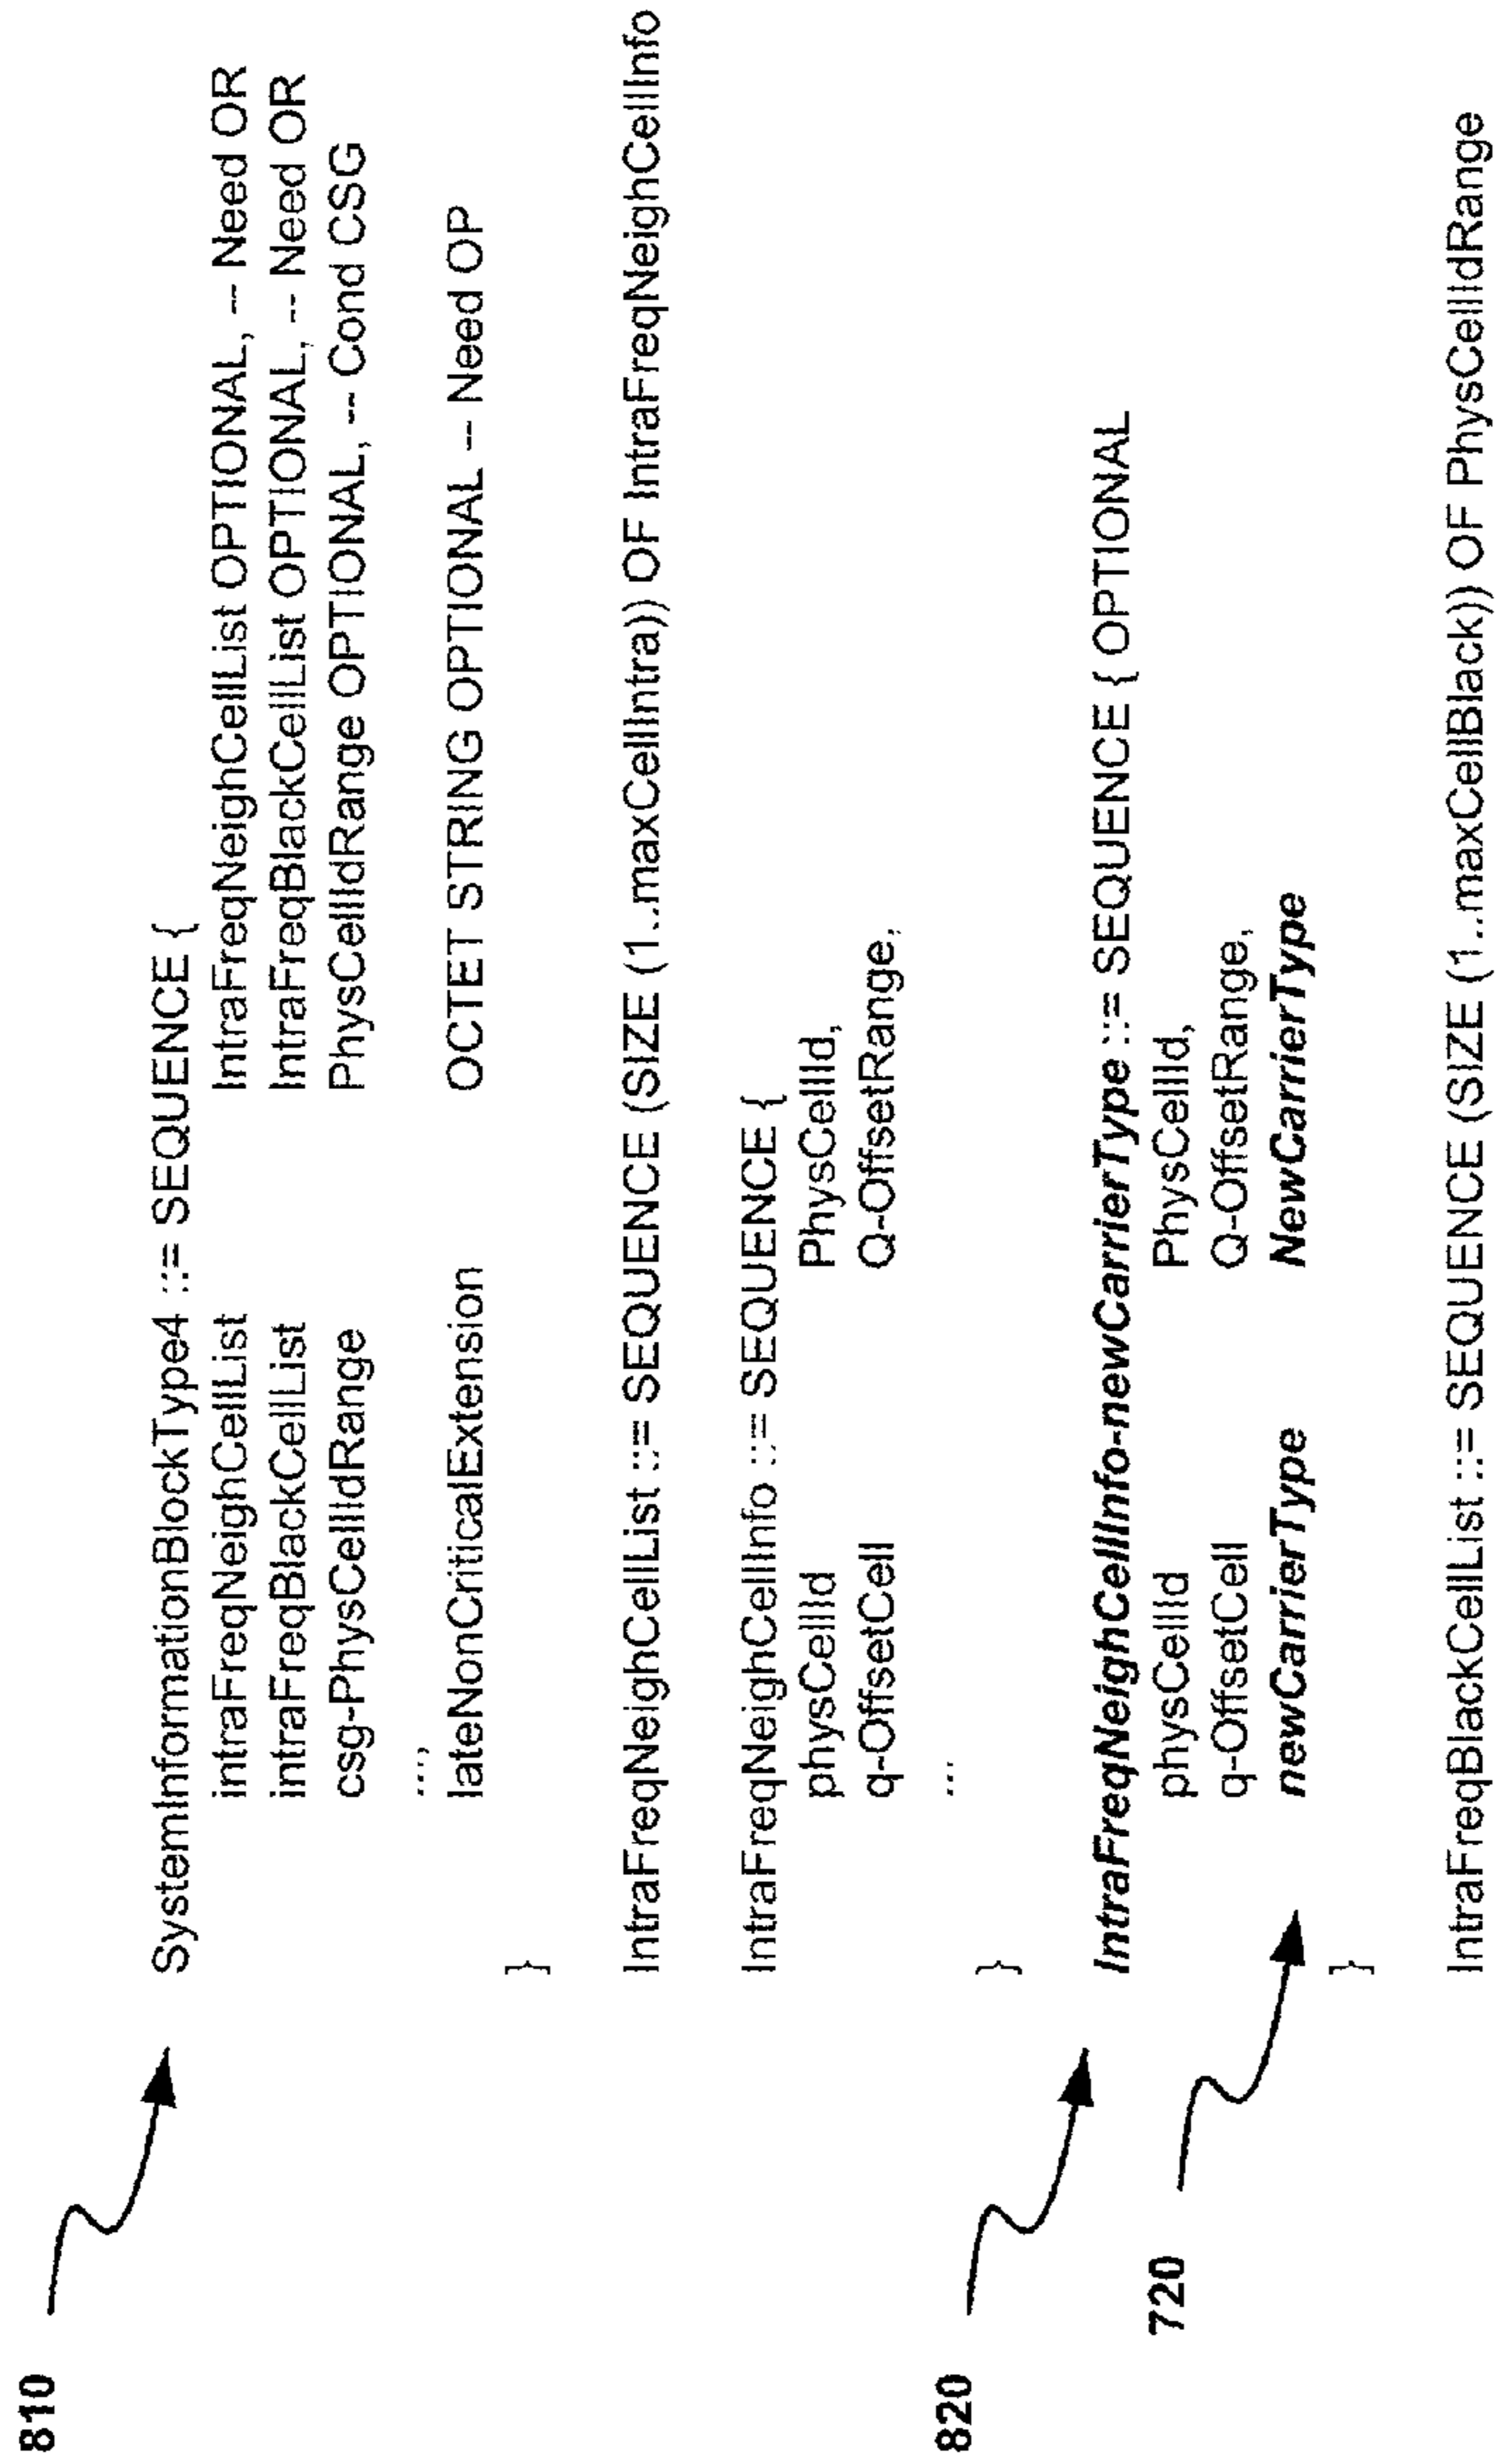 810
SystemInformationBlockType4 ::= SEQUENCE {
intraFreqNeighCellList IntraFreqNeighCellList OPTIONAL, -- Need OR
intraFreqBlackCellList IntraFreqBlackCellList OPTIONAL, -- Need OR
csg-PhysCellIdRange PhysCellIdRange OPTIONAL, -- Cond CSG
...,
lateNonCriticalExtension OCTET STRING OPTIONAL -- Need OP
}
IntraFreqNeighCellList ::= SEQUENCE (SIZE (1..maxCellIntra)) OF IntraFreqNeighCellInfo
IntraFreqNeighCellInfo ::= SEQUENCE {
physCellId PhysCellId,
q-OffsetCell Q-OffsetRange,
...
}
820
IntraFreqNeighCellInfo-newCarrierType ::= SEQUENCE { OPTIONAL
physCellId PhysCellId,
q-OffsetCell Q-OffsetRange,
720
newCarrierType NewCarrierType
}
IntraFreqBlackCellList ::= SEQUENCE (SIZE (1..maxCellBlack)) OF PhysCellIdRange